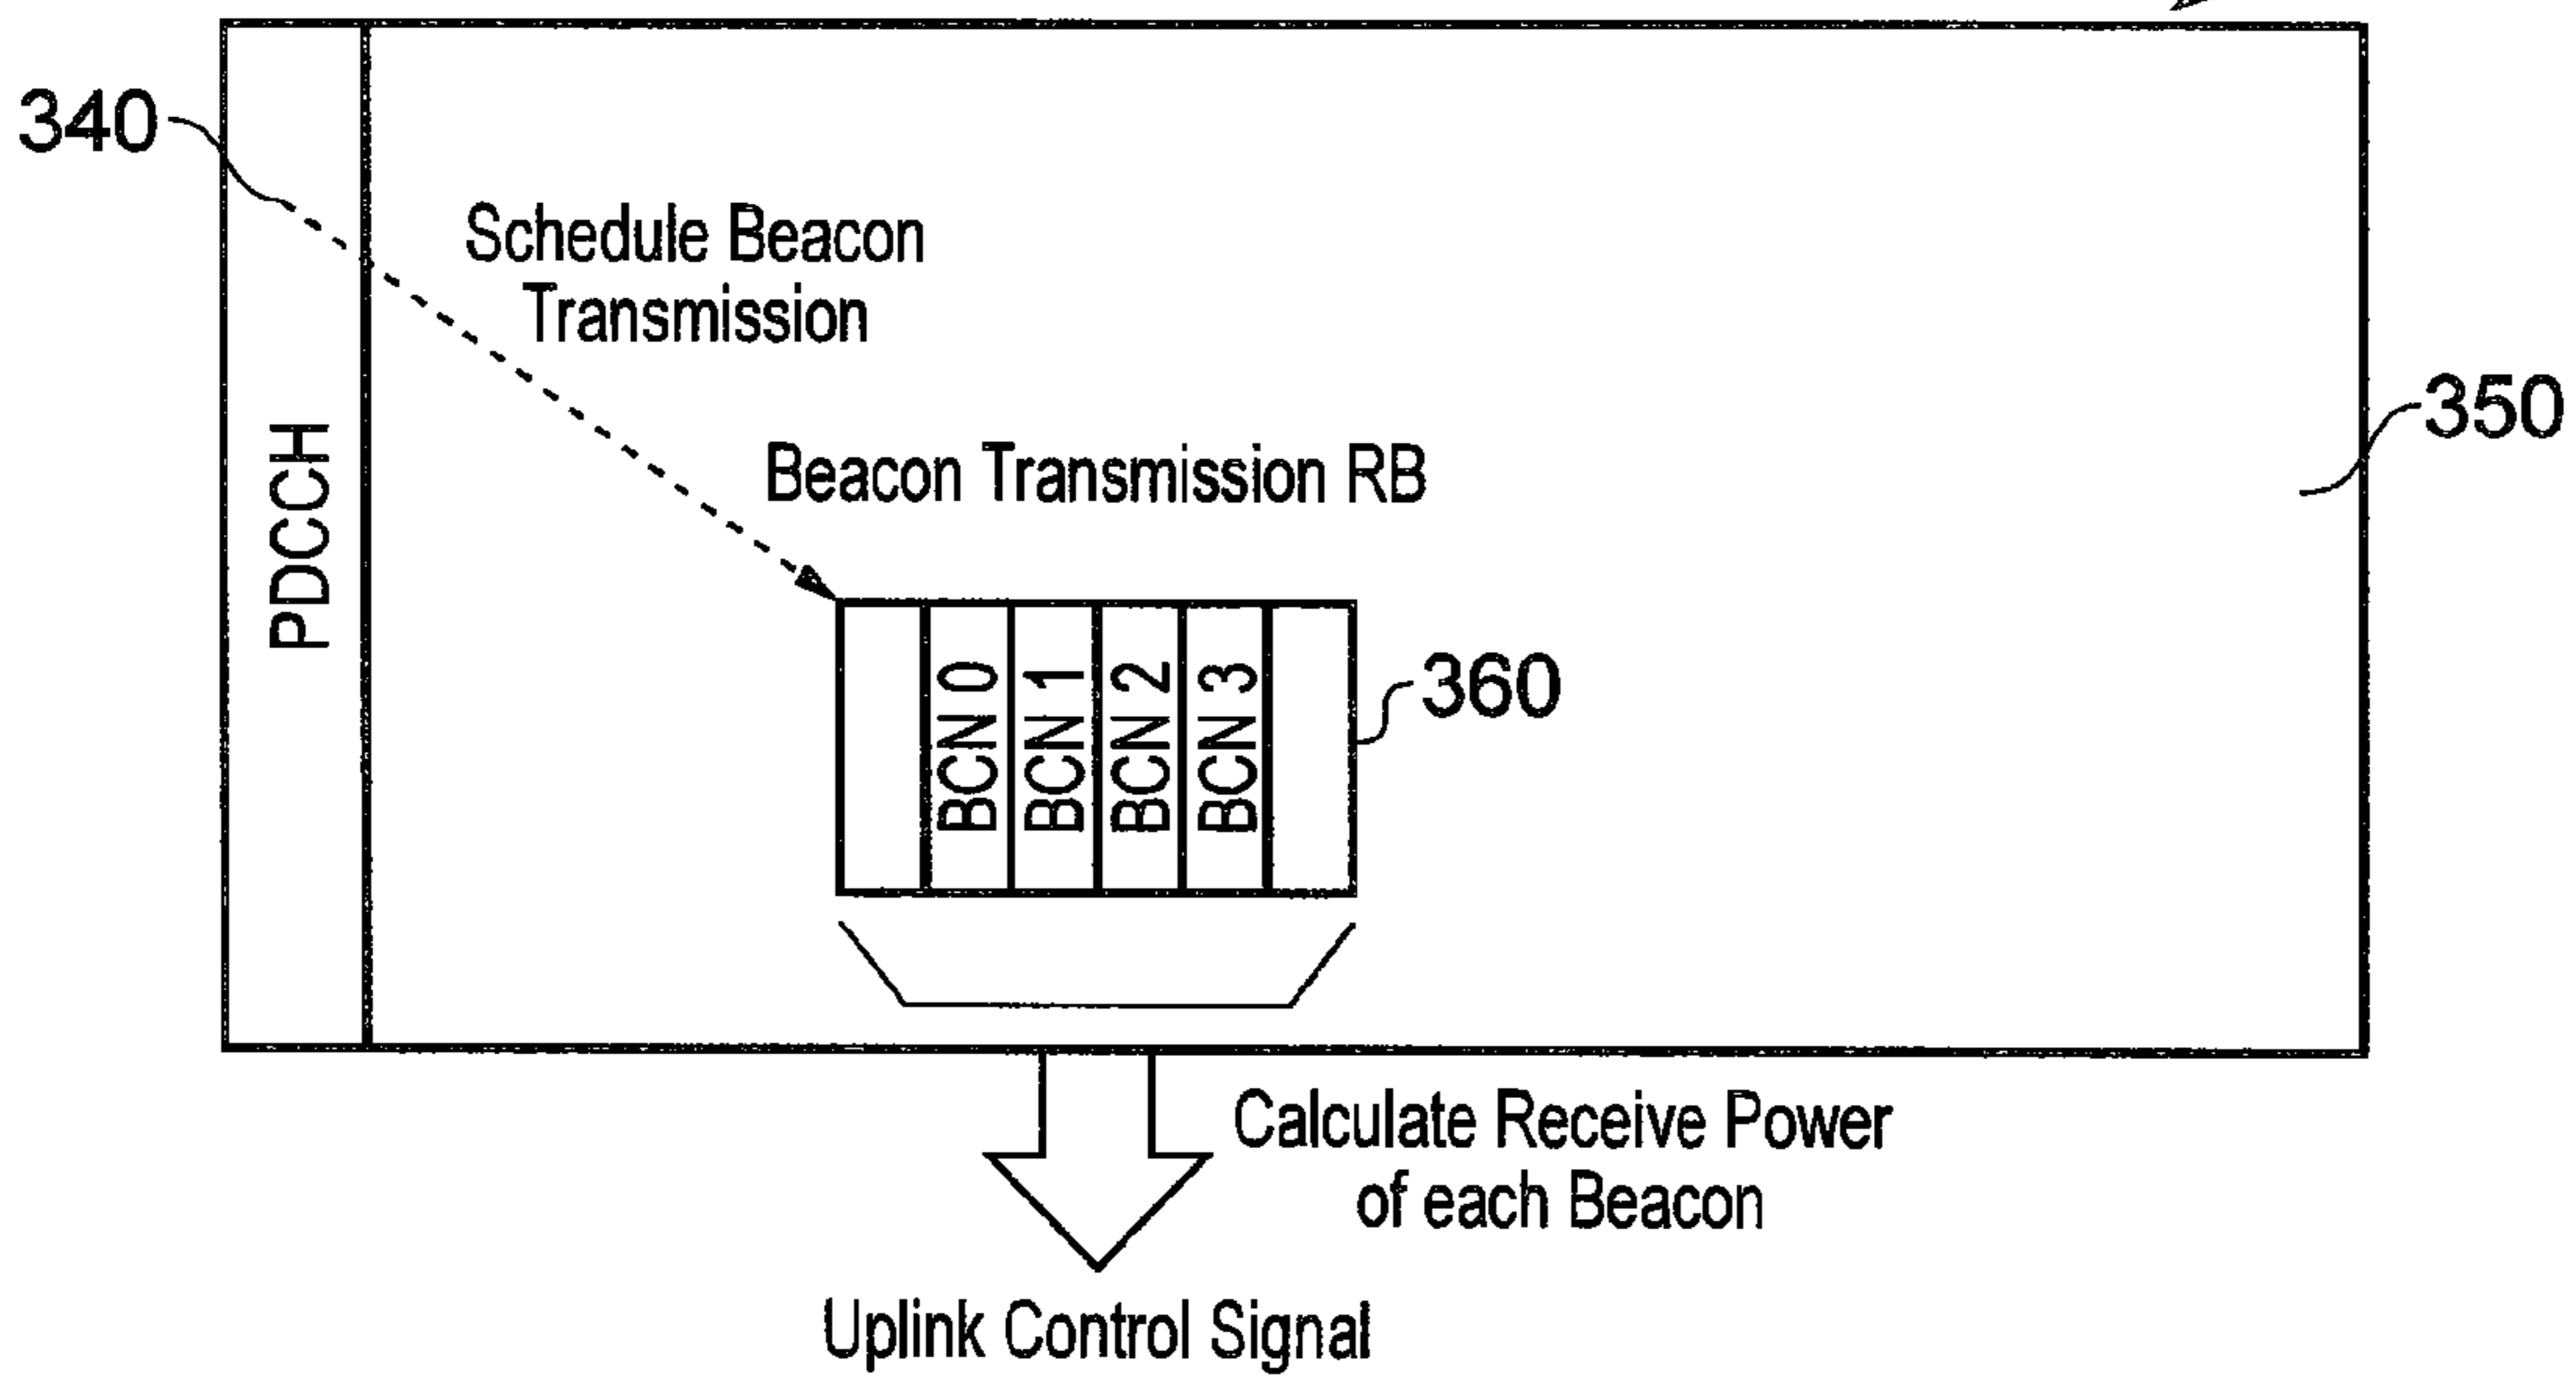 340
Schedule Beacon
Transmission
350
Beacon Transmission RB
PDCCH
BCN 0
BCN 1
BCN 2
BCN 3
360
Calculate Receive Power
of each Beacon
Uplink Control Signal